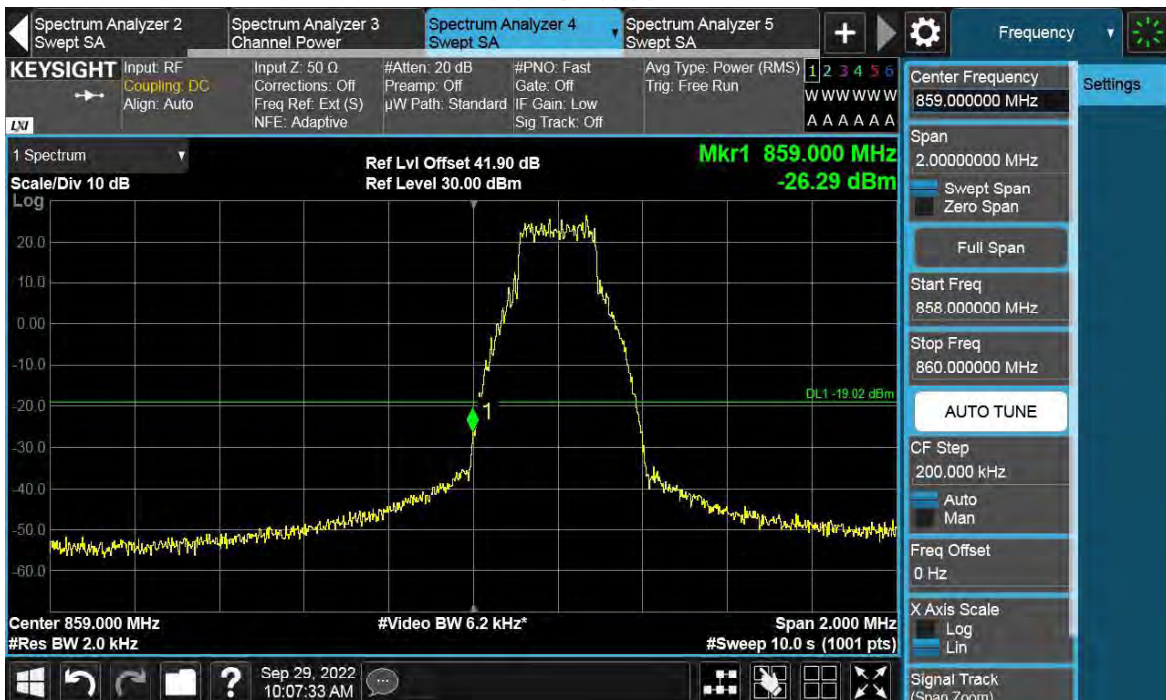 Spectrum Analyzer 2
Swept SA
Spectrum Analyzer 3
Channel Power
Spectrum Analyzer 4
Swept SA
Spectrum Analyzer 5
Swept SA
+
Frequency
KEYSIGHT
LXI
Input: RF
Coupling: DC
Align: Auto
Input Z: 50 Ω
Corrections: Off
Freq Ref: Ext (S)
NFE: Adaptive
#Atten: 20 dB
Preamp: Off
µW Path: Standard
#PNO: Fast
Gate: Off
IF Gain: Low
Sig Track: Off
Avg Type: Power (RMS)
Trig: Free Run
1 2 3 4 5 6
W W W W W W
A A A A A A
1 Spectrum
Scale/Div 10 dB
Log
Ref Lvl Offset 41.90 dB
Ref Level 30.00 dBm
Mkr1 859.000 MHz
-26.29 dBm
20.0
10.0
0.00
-10.0
-20.0
-30.0
-40.0
-50.0
-60.0
DL1 -19.02 dBm
1
Center 859.000 MHz
#Res BW 2.0 kHz
#Video BW 6.2 kHz*
Span 2.000 MHz
#Sweep 10.0 s (1001 pts)
?
Sep 29, 2022
10:07:33 AM
Center Frequency
859.000000 MHz
Span
2.00000000 MHz
Swept Span
Zero Span
Full Span
Start Freq
858.000000 MHz
Stop Freq
860.000000 MHz
AUTO TUNE
CF Step
200.000 kHz
Auto
Man
Freq Offset
0 Hz
X Axis Scale
Log
Lin
Signal Track
(Span Zoom)
Settings